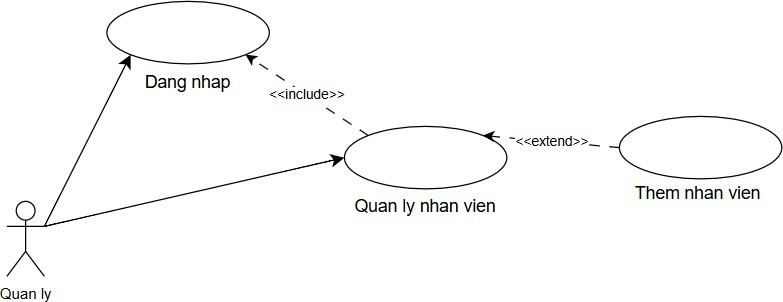 Dang nhap
<<include>>
<<extend>>
Them nhan vien
Quan ly nhan vien
Quan ly